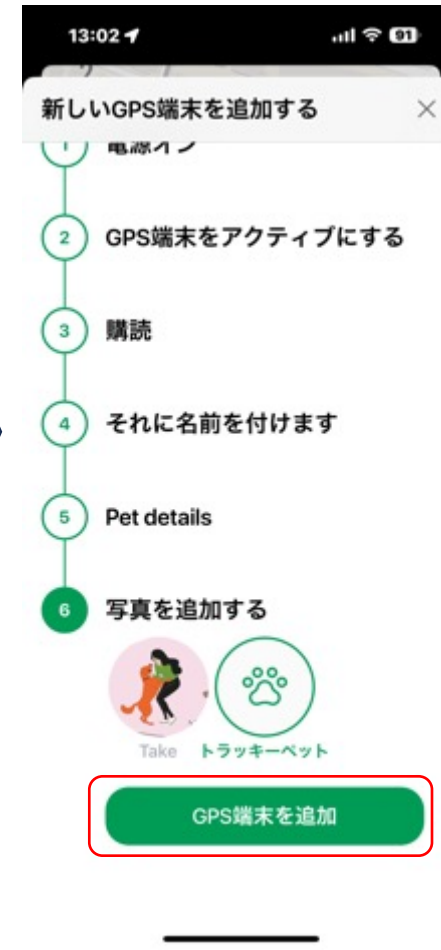 13:02
91
新しいGPS端末を追加する
1 電源オン
2 GPS端末をアクティブにする
3 購読
4 それに名前を付けます
5 Pet details
6 写真を追加する
Take トラッキーペット
GPS端末を追加